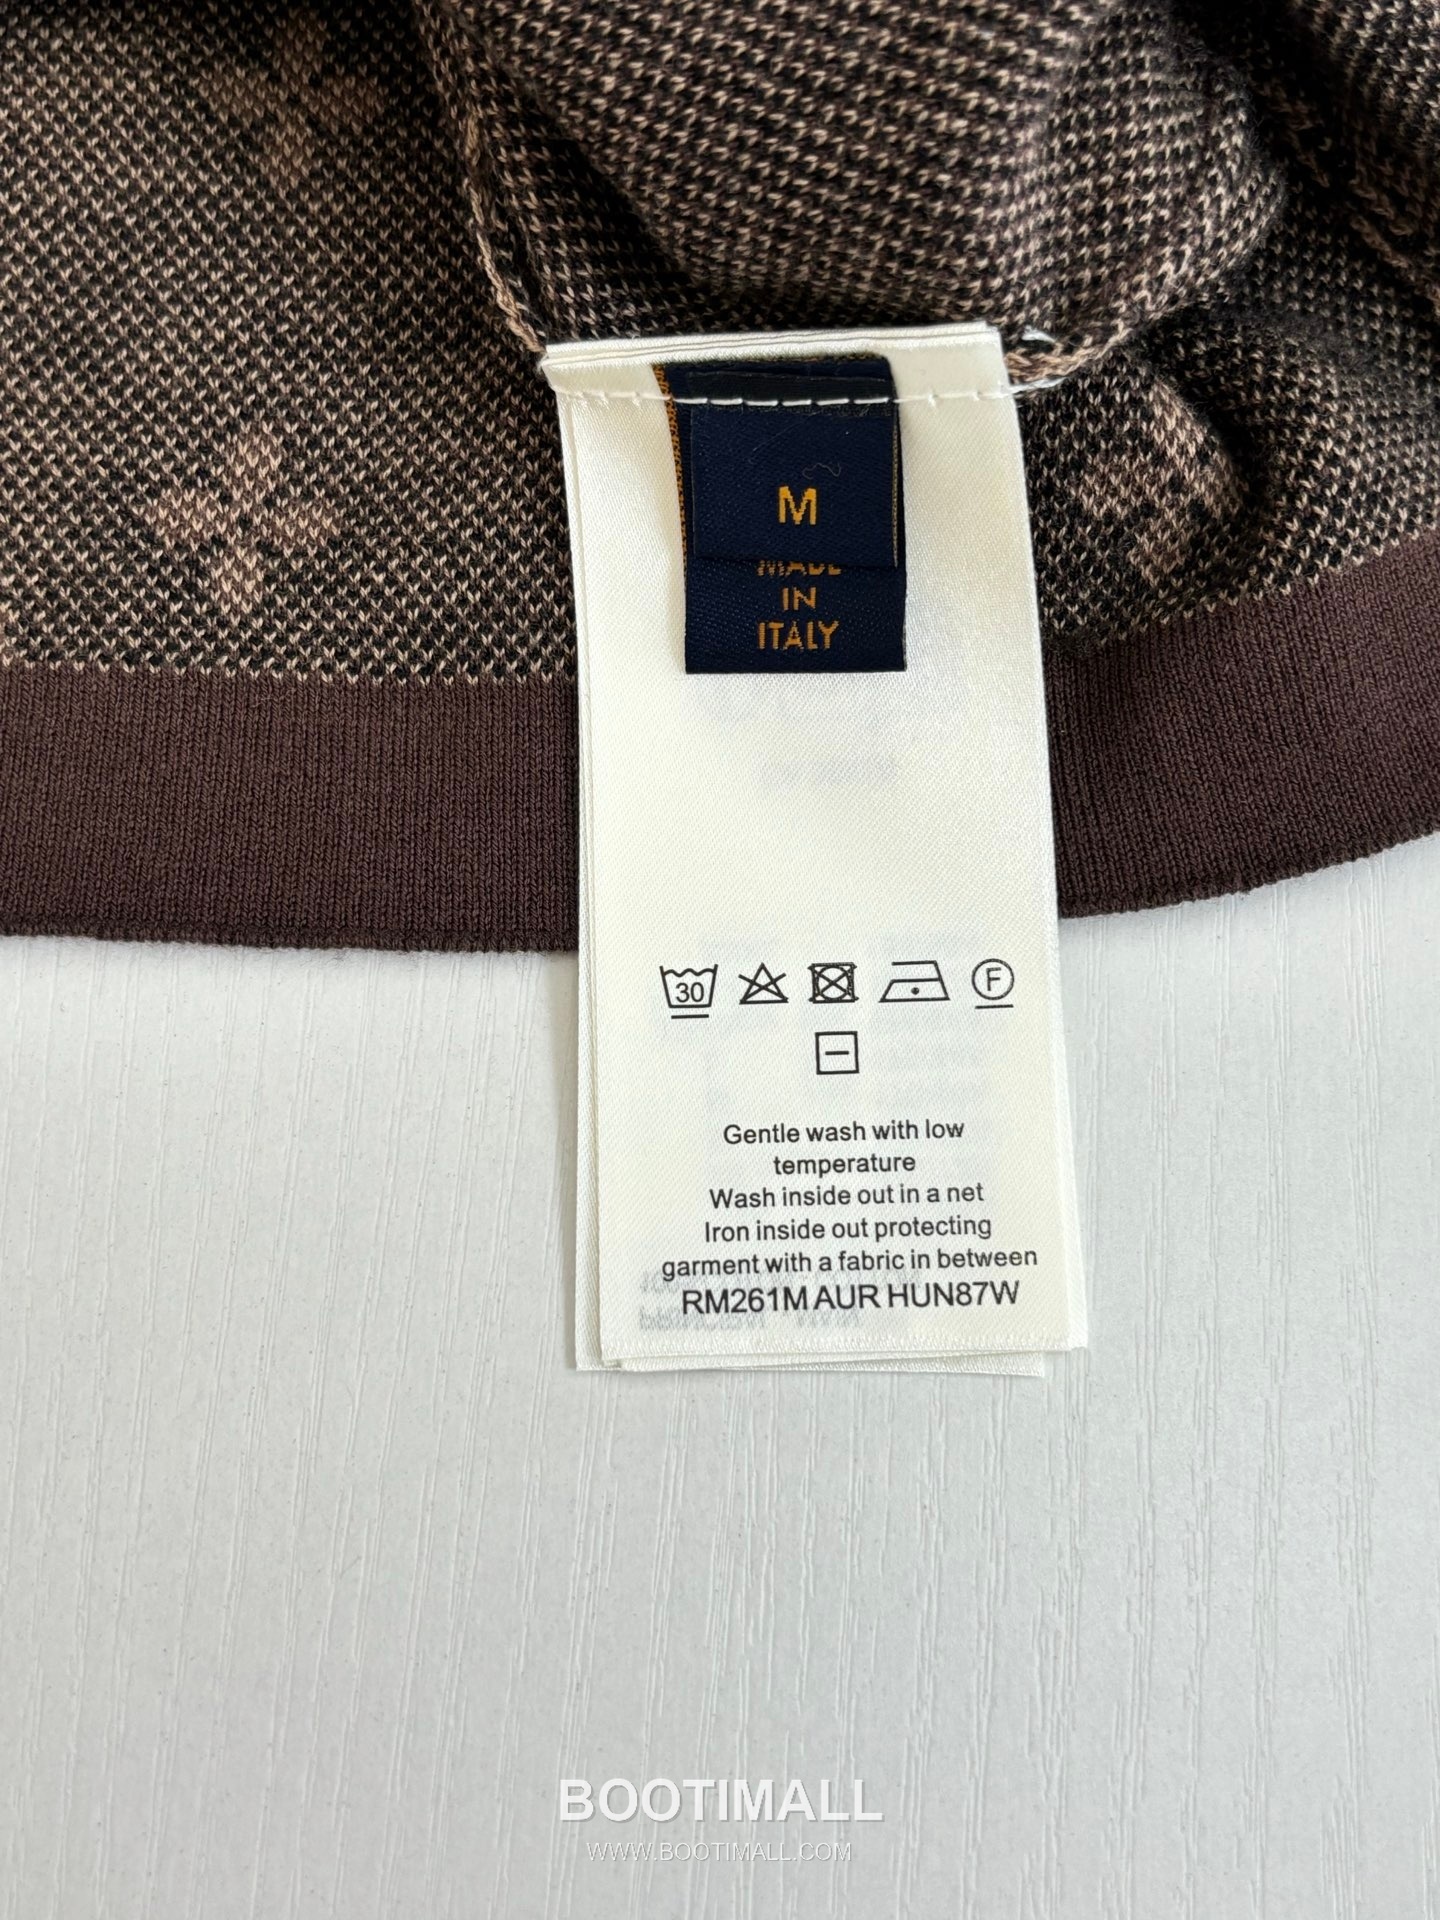 M
MADE
IN
ITALY
30
F
Gentle wash with low
temperature
Wash inside out in a net
Iron inside out protecting
garment with a fabric in between
RM261M AUR HUN87W
BOOTIMALL
WWW.BOOTIMALL.COM